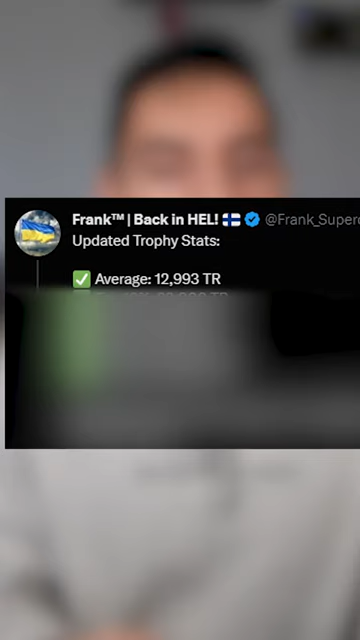 Frank™ | Back in HEL! 🇫🇮 @Frank_Superc
Updated Trophy Stats:
✅ Average: 12,993 TR